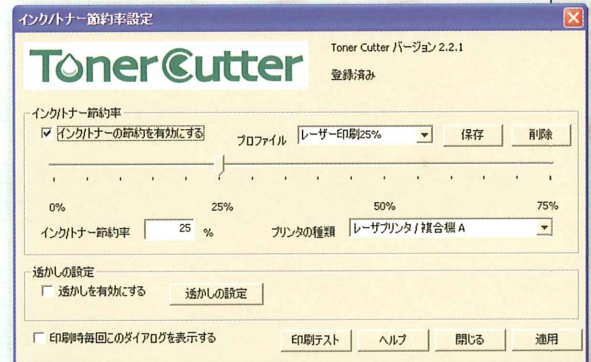 インク/トナー節約率設定
Toner Cutter
Toner Cutter バージョン 2.2.1
登録済み
インク/トナー節約率
インク/トナーの節約を有効にする
プロファイル レーザー印刷25% 保存 削除
0% 25% 50% 75%
インク/トナー節約率 25 % プリンタの種類 レーザプリンタ / 複合機 A
透かしの設定
透かしを有効にする 透かしの設定
印刷時毎回このダイアログを表示する 印刷テスト ヘルプ 閉じる 適用